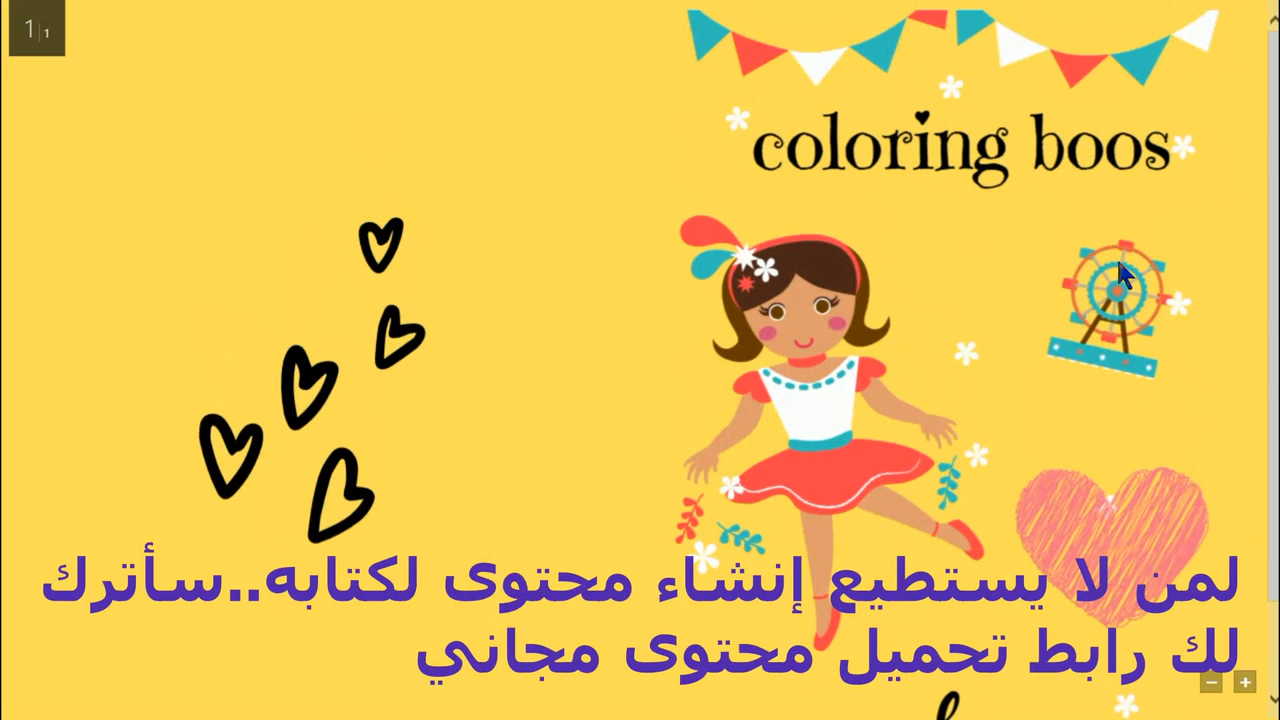 1|1
coloring boos
لمن لا يستطيع إنشاء محتوى لكتابه..سأترك
لك رابط تحميل محتوى مجاني